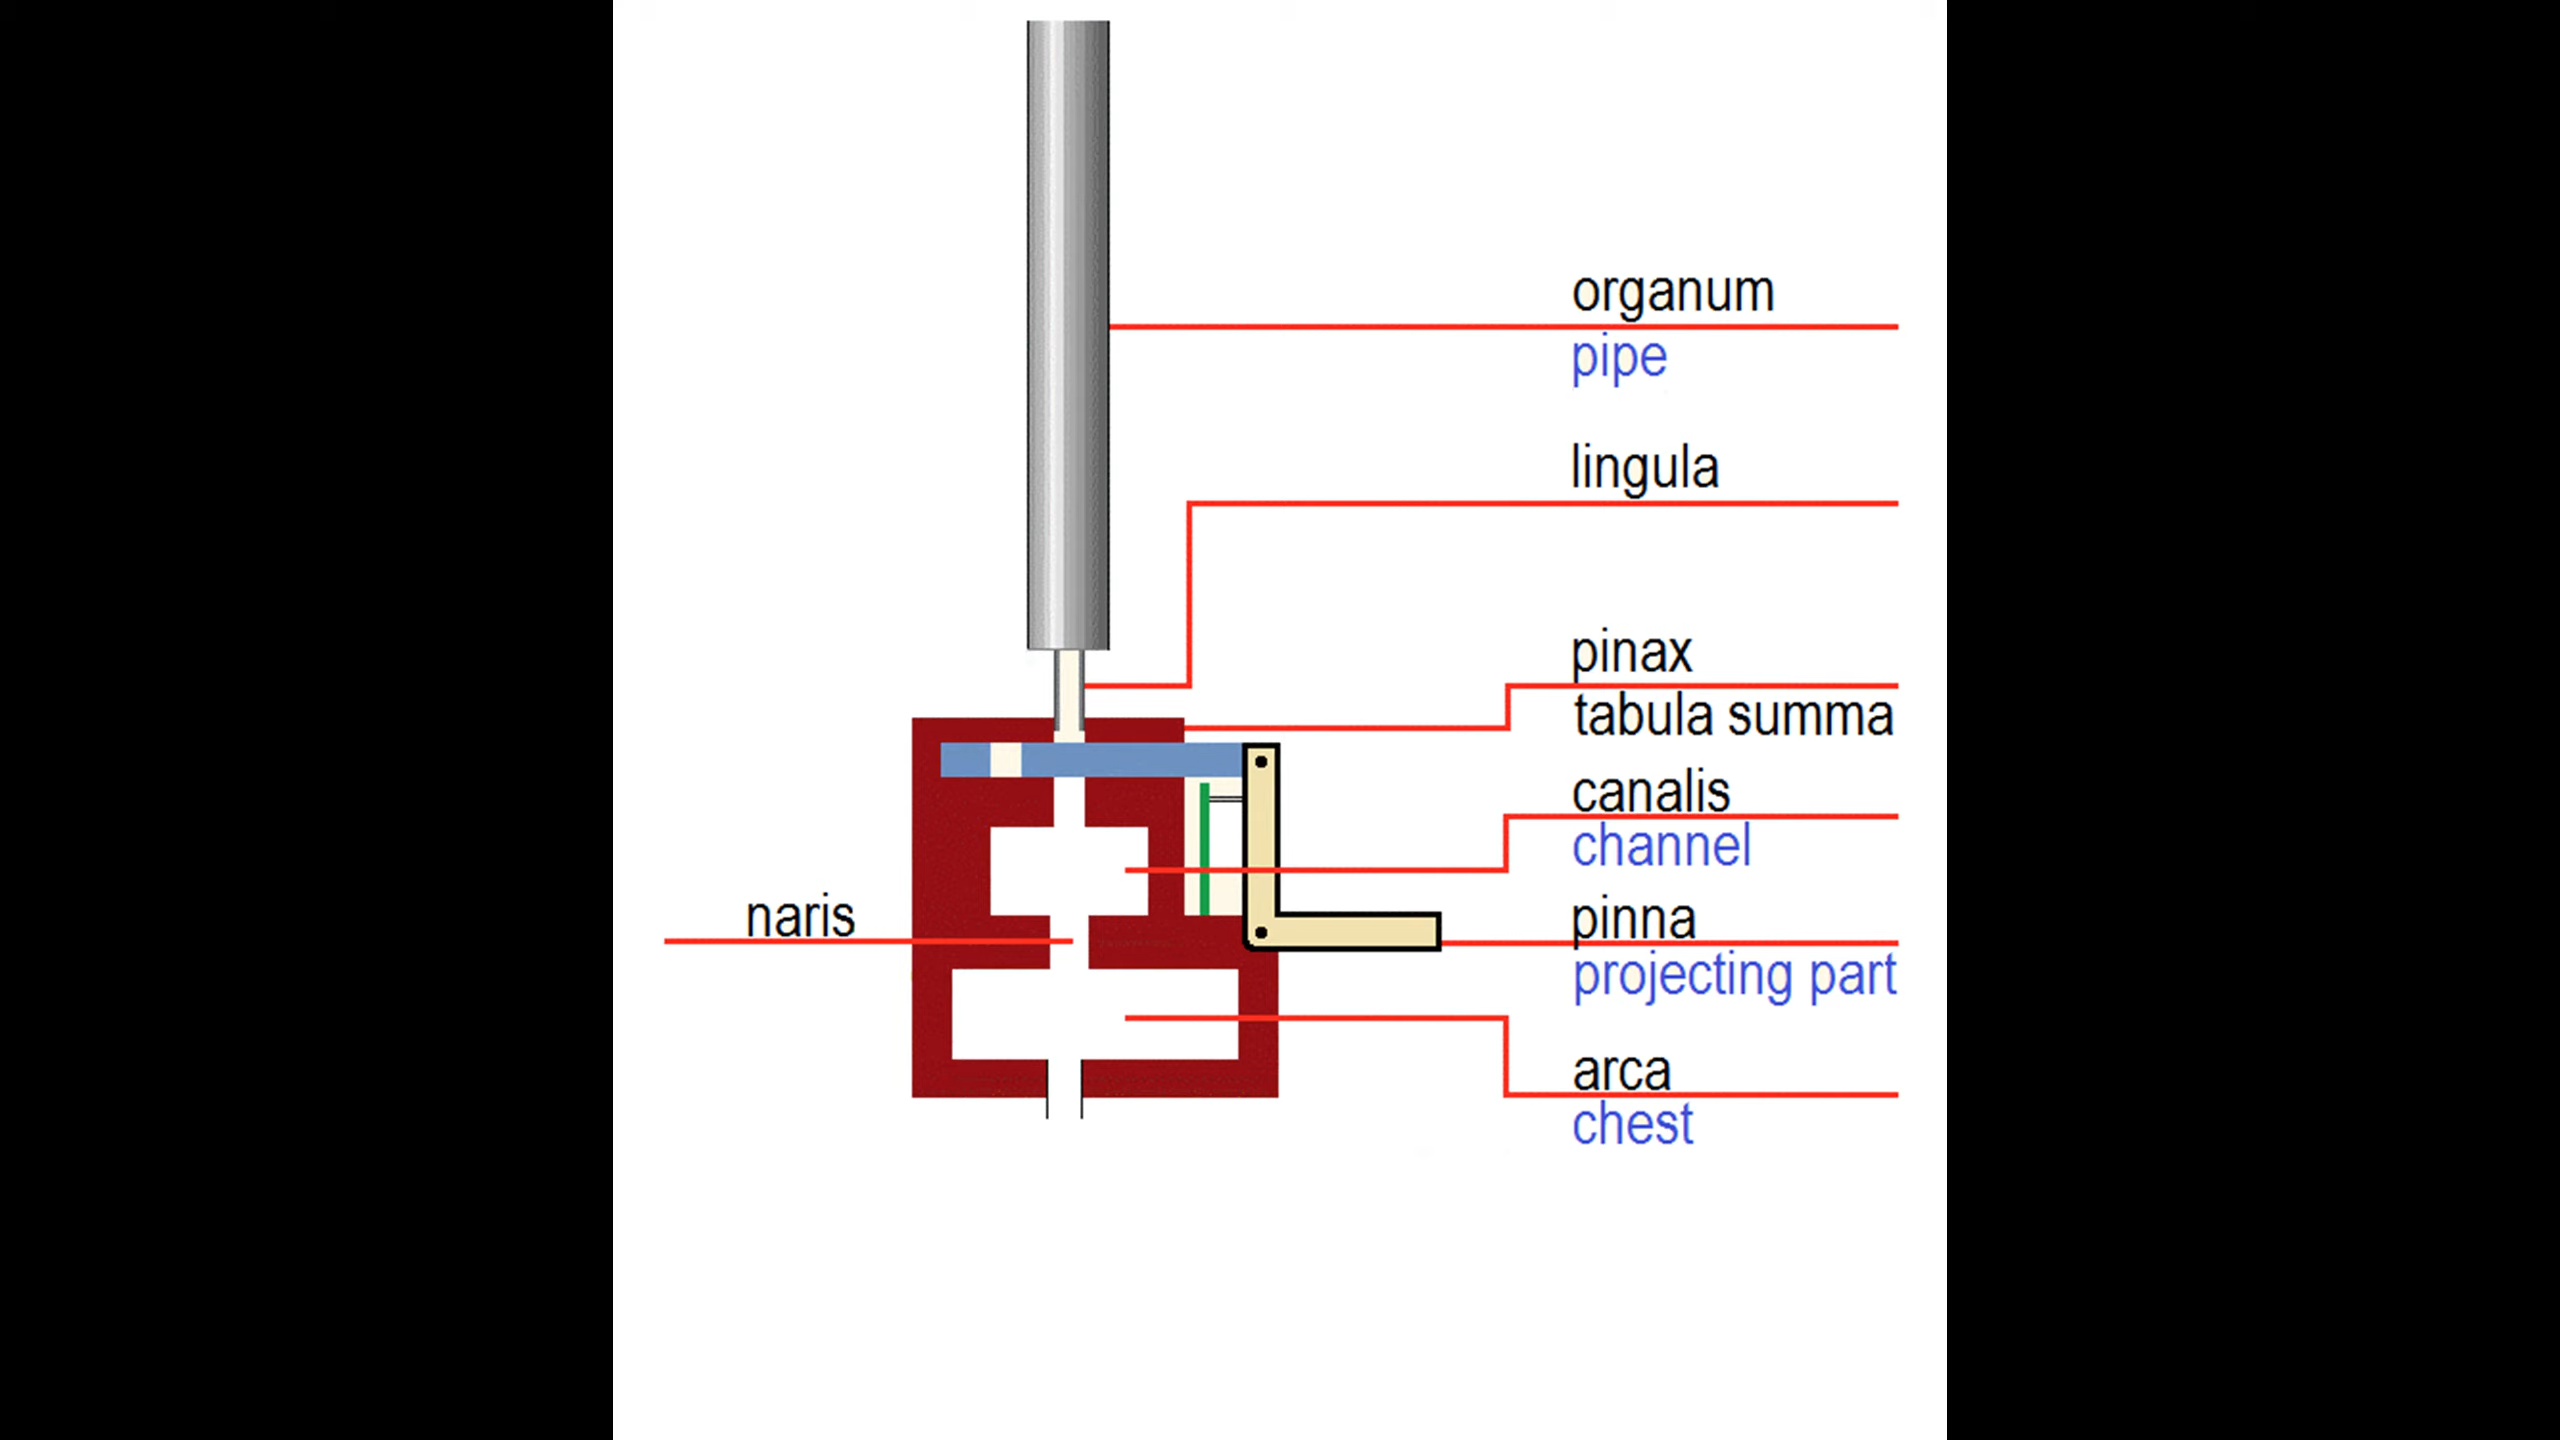 organum
pipe
lingula
pinax
tabula summa
canalis
channel
naris
pinna
projecting part
arca
chest